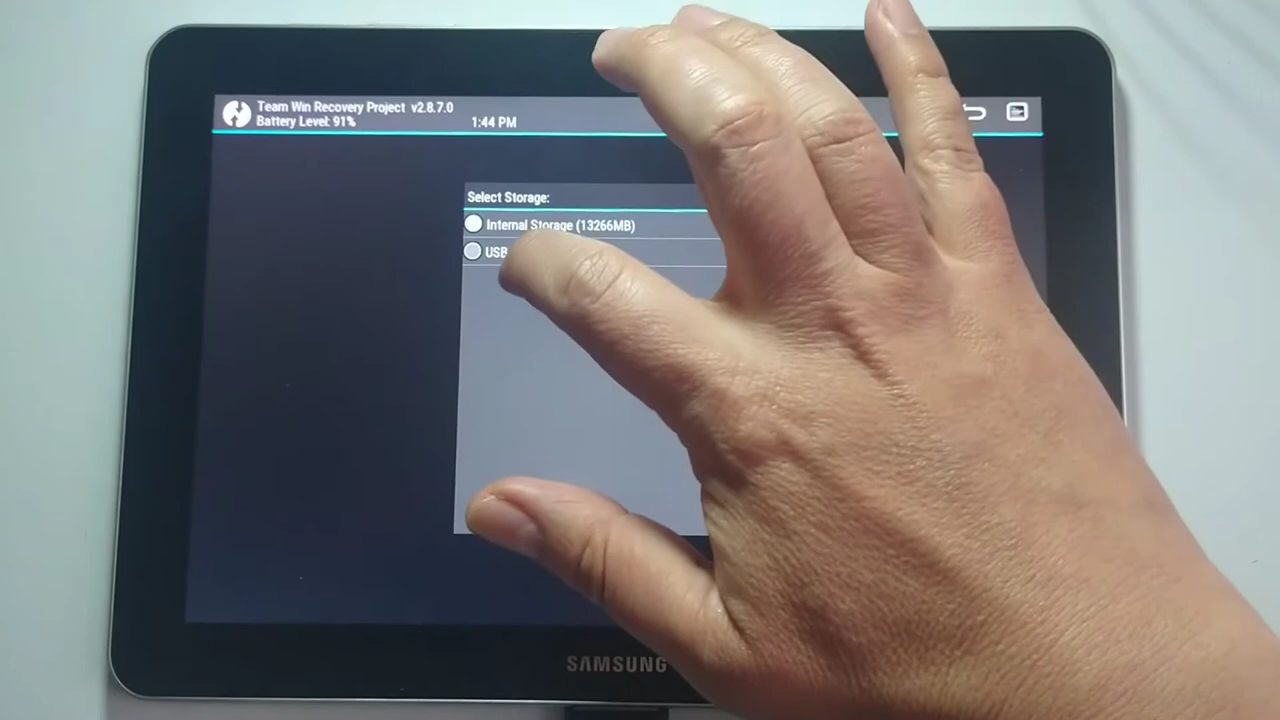 Team Win Recovery Project v2.8.7.0
Battery Level: 91%
1:44 PM
Select Storage:
Internal Storage (13266MB)
USB
SAMSUNG